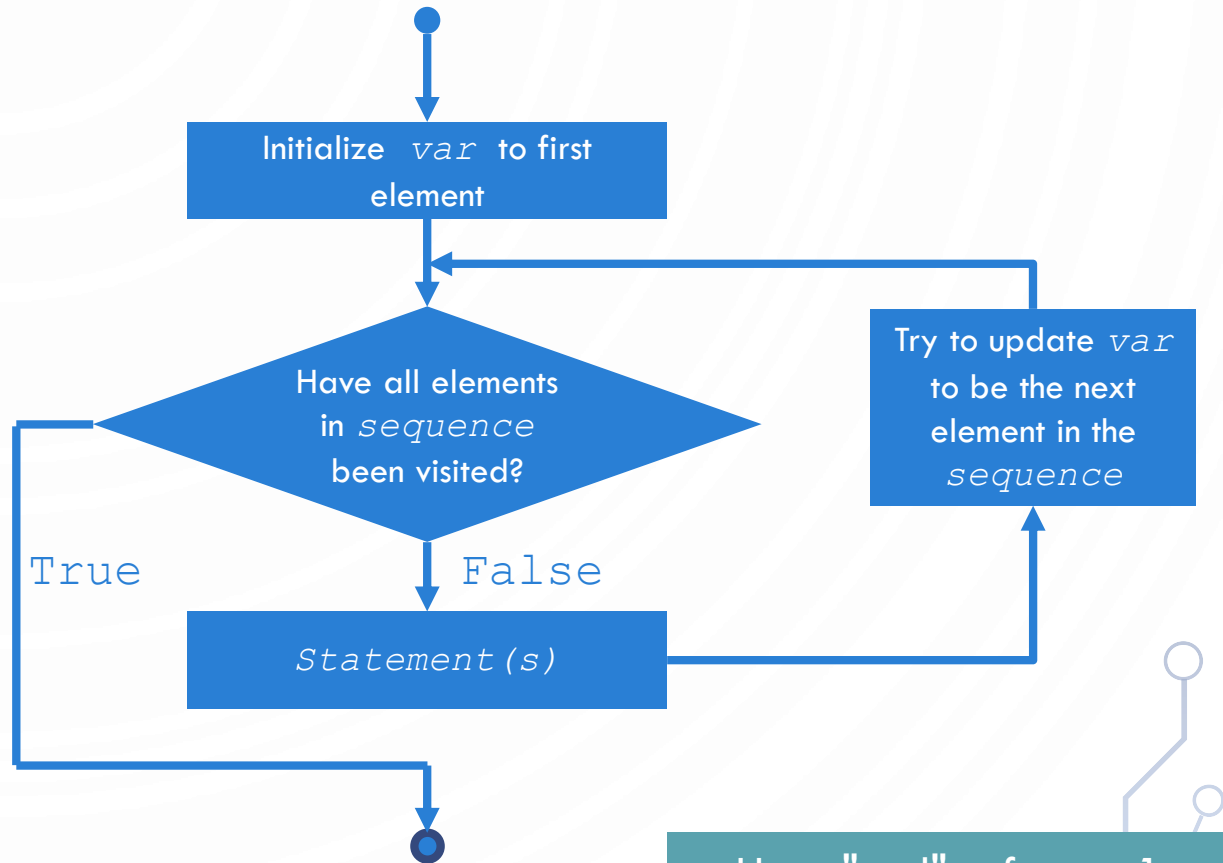 Initialize var to first
element
Have all elements
in sequence
been visited?
Try to update var
to be the next
element in the
sequence
True
False
Statement(s)